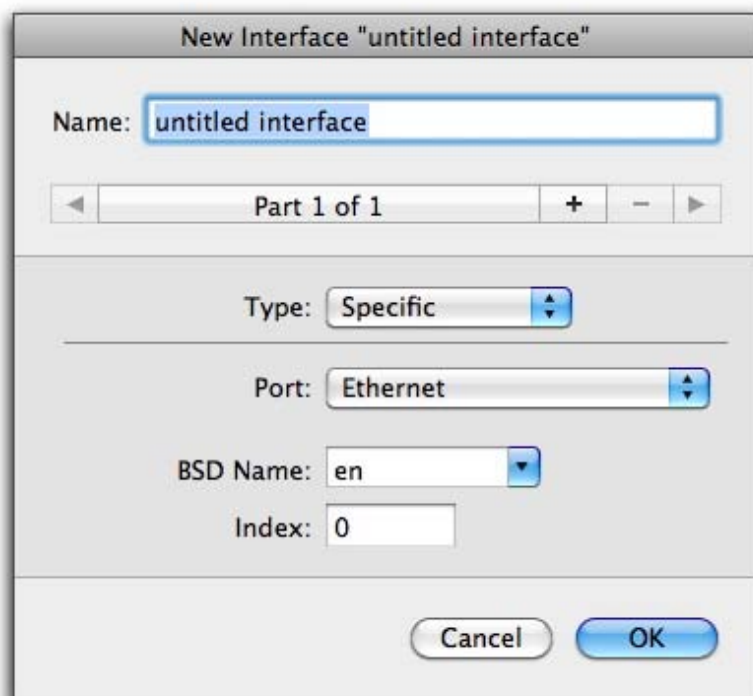 New Interface "untitled interface"
Name: untitled interface
Part 1 of 1 + −
Type: Specific
Port: Ethernet
BSD Name: en
Index: 0
Cancel OK